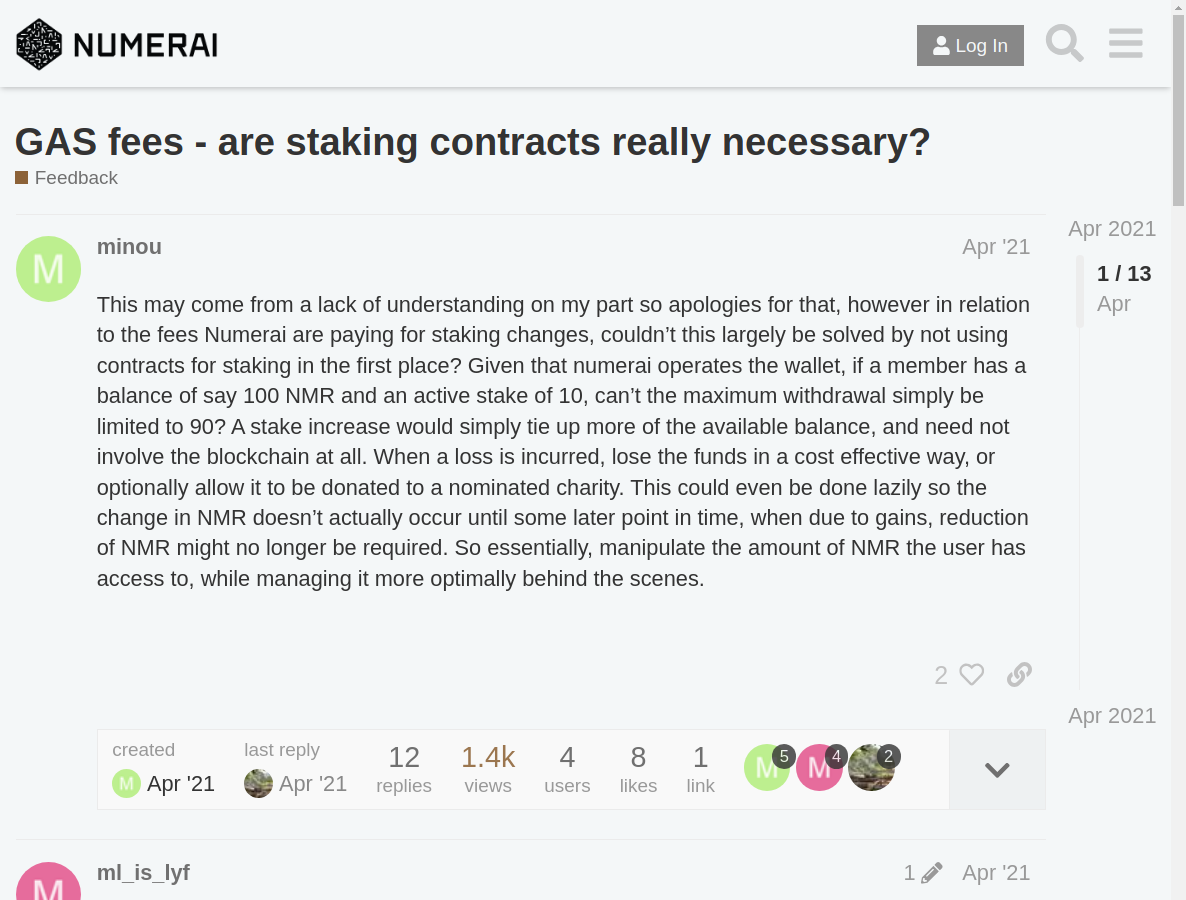 NUMERAI
Log In
GAS fees - are staking contracts really necessary?
Feedback
Apr 2021
1 / 13
Apr
Apr 2021
M
minou
Apr '21
This may come from a lack of understanding on my part so apologies for that, however in relation
to the fees Numerai are paying for staking changes, couldn’t this largely be solved by not using
contracts for staking in the first place? Given that numerai operates the wallet, if a member has a
balance of say 100 NMR and an active stake of 10, can’t the maximum withdrawal simply be
limited to 90? A stake increase would simply tie up more of the available balance, and need not
involve the blockchain at all. When a loss is incurred, lose the funds in a cost effective way, or
optionally allow it to be donated to a nominated charity. This could even be done lazily so the
change in NMR doesn’t actually occur until some later point in time, when due to gains, reduction
of NMR might no longer be required. So essentially, manipulate the amount of NMR the user has
access to, while managing it more optimally behind the scenes.
2
created
M Apr '21
last reply
Apr '21
12
replies
1.4k
views
4
users
8
likes
1
link
M 5
M 4
2
M
ml_is_lyf
1
Apr '21